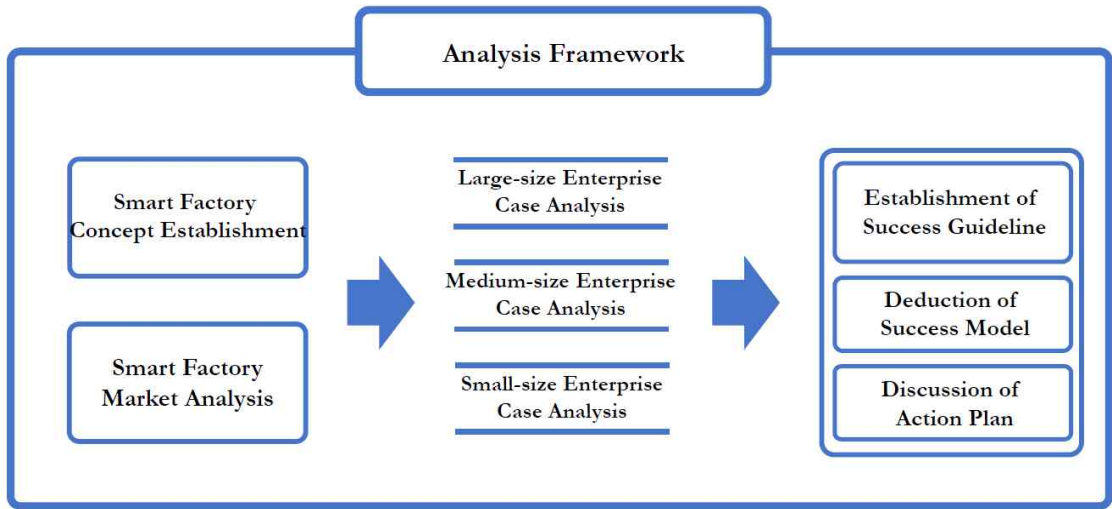 Analysis Framework
Smart Factory
Concept Establishment
Smart Factory
Market Analysis
Large-size Enterprise
Case Analysis
Medium-size Enterprise
Case Analysis
Small-size Enterprise
Case Analysis
Establishment of
Success Guideline
Deduction of
Success Model
Discussion of
Action Plan